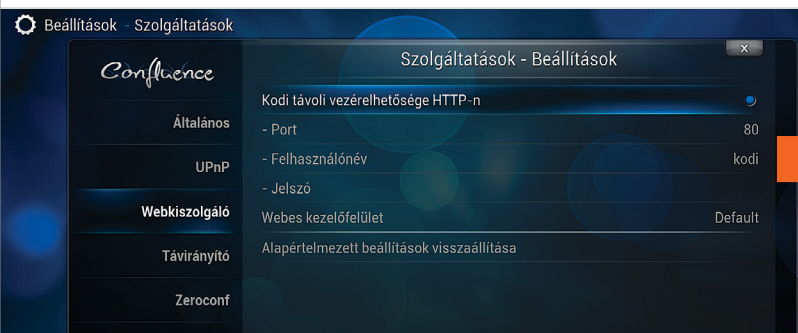 Beállítások - Szolgáltatások
Confluence
Szolgáltatások - Beállítások
x
Általános
UPnP
Webkiszolgáló
Távirányító
Zeroconf
Kodi távoli vezérelhetősége HTTP-n
- Port 80
- Felhasználónév kodi
- Jelszó
Webes kezelőfelület Default
Alapértelmezett beállítások visszaállítása